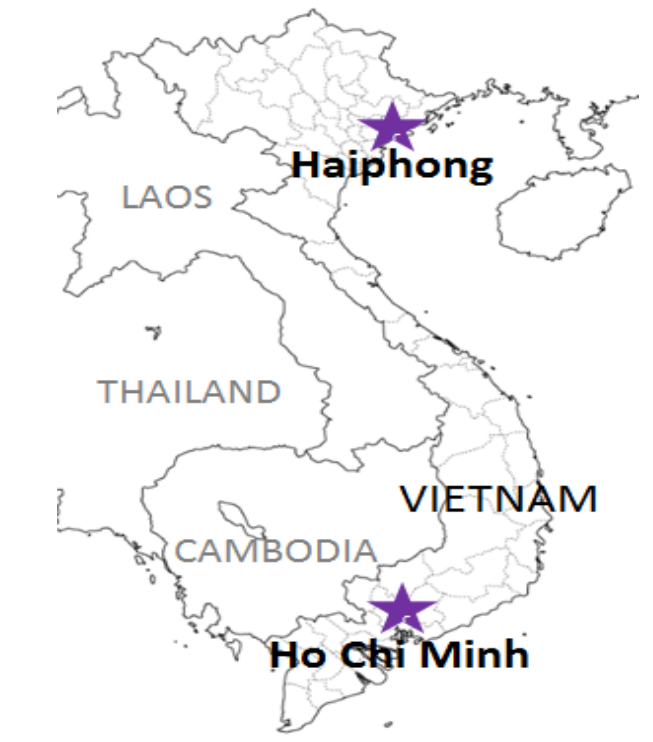 Haiphong
LAOS
THAILAND
VIETNAM
CAMBODIA
Ho Chi Minh